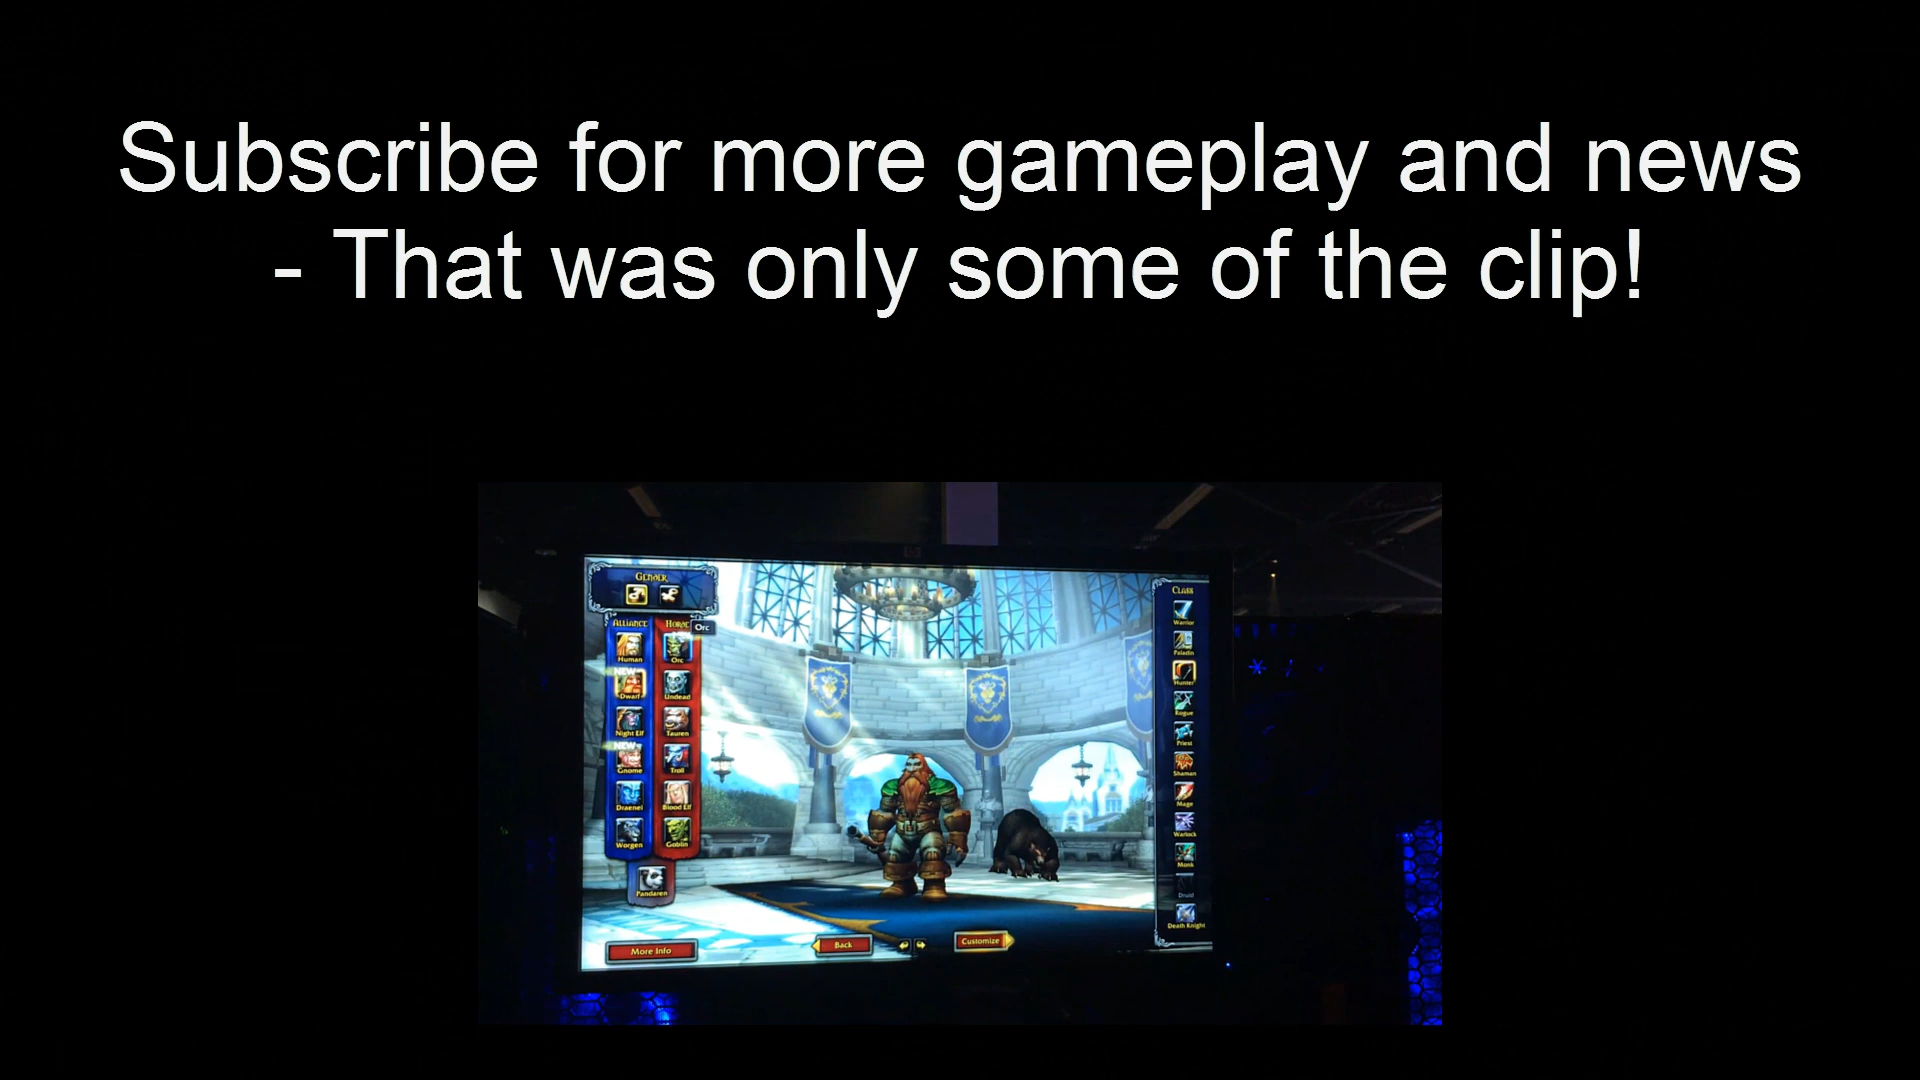 Subscribe for more gameplay and news
- That was only some of the clip!
Gender
Alliance
Horde
Orc
Human
Orc
NEW
Dwarf
Undead
Night Elf
Tauren
NEW
Gnome
Troll
Draenei
Blood Elf
Worgen
Goblin
Pandaren
More Info
Back
Customize
Class
Warrior
Paladin
Hunter
Rogue
Priest
Shaman
Mage
Warlock
Monk
Druid
Death Knight